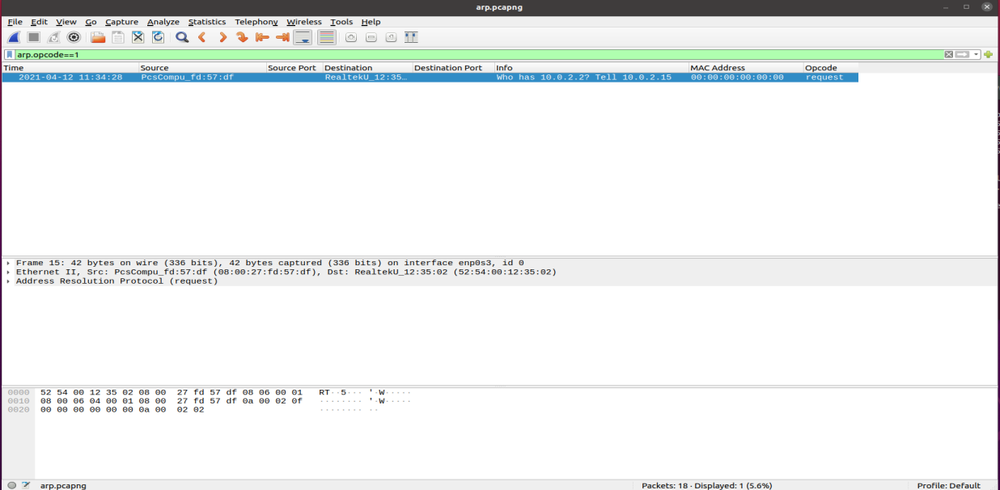 arp.pcapng
File Edit View Go Capture Analyze Statistics Telephony Wireless Tools Help
arp.opcode==1
Time Source Source Port Destination Destination Port Info MAC Address Opcode
2021-04-12 11:34:28 PcsCompu_fd:57:df RealtekU_12:35… Who has 10.0.2.2? Tell 10.0.2.15 00:00:00:00:00:00 request
Frame 15: 42 bytes on wire (336 bits), 42 bytes captured (336 bits) on interface enp0s3, id 0
Ethernet II, Src: PcsCompu_fd:57:df (08:00:27:fd:57:df), Dst: RealtekU_12:35:02 (52:54:00:12:35:02)
Address Resolution Protocol (request)
0000 52 54 00 12 35 02 08 00 27 fd 57 df 08 06 00 01 RT··5··· '·W·····
0010 08 00 06 04 00 01 08 00 27 fd 57 df 0a 00 02 0f ········ '·W·····
0020 00 00 00 00 00 00 0a 00 02 02 ········ ··
arp.pcapng Packets: 18 · Displayed: 1 (5.6%) Profile: Default